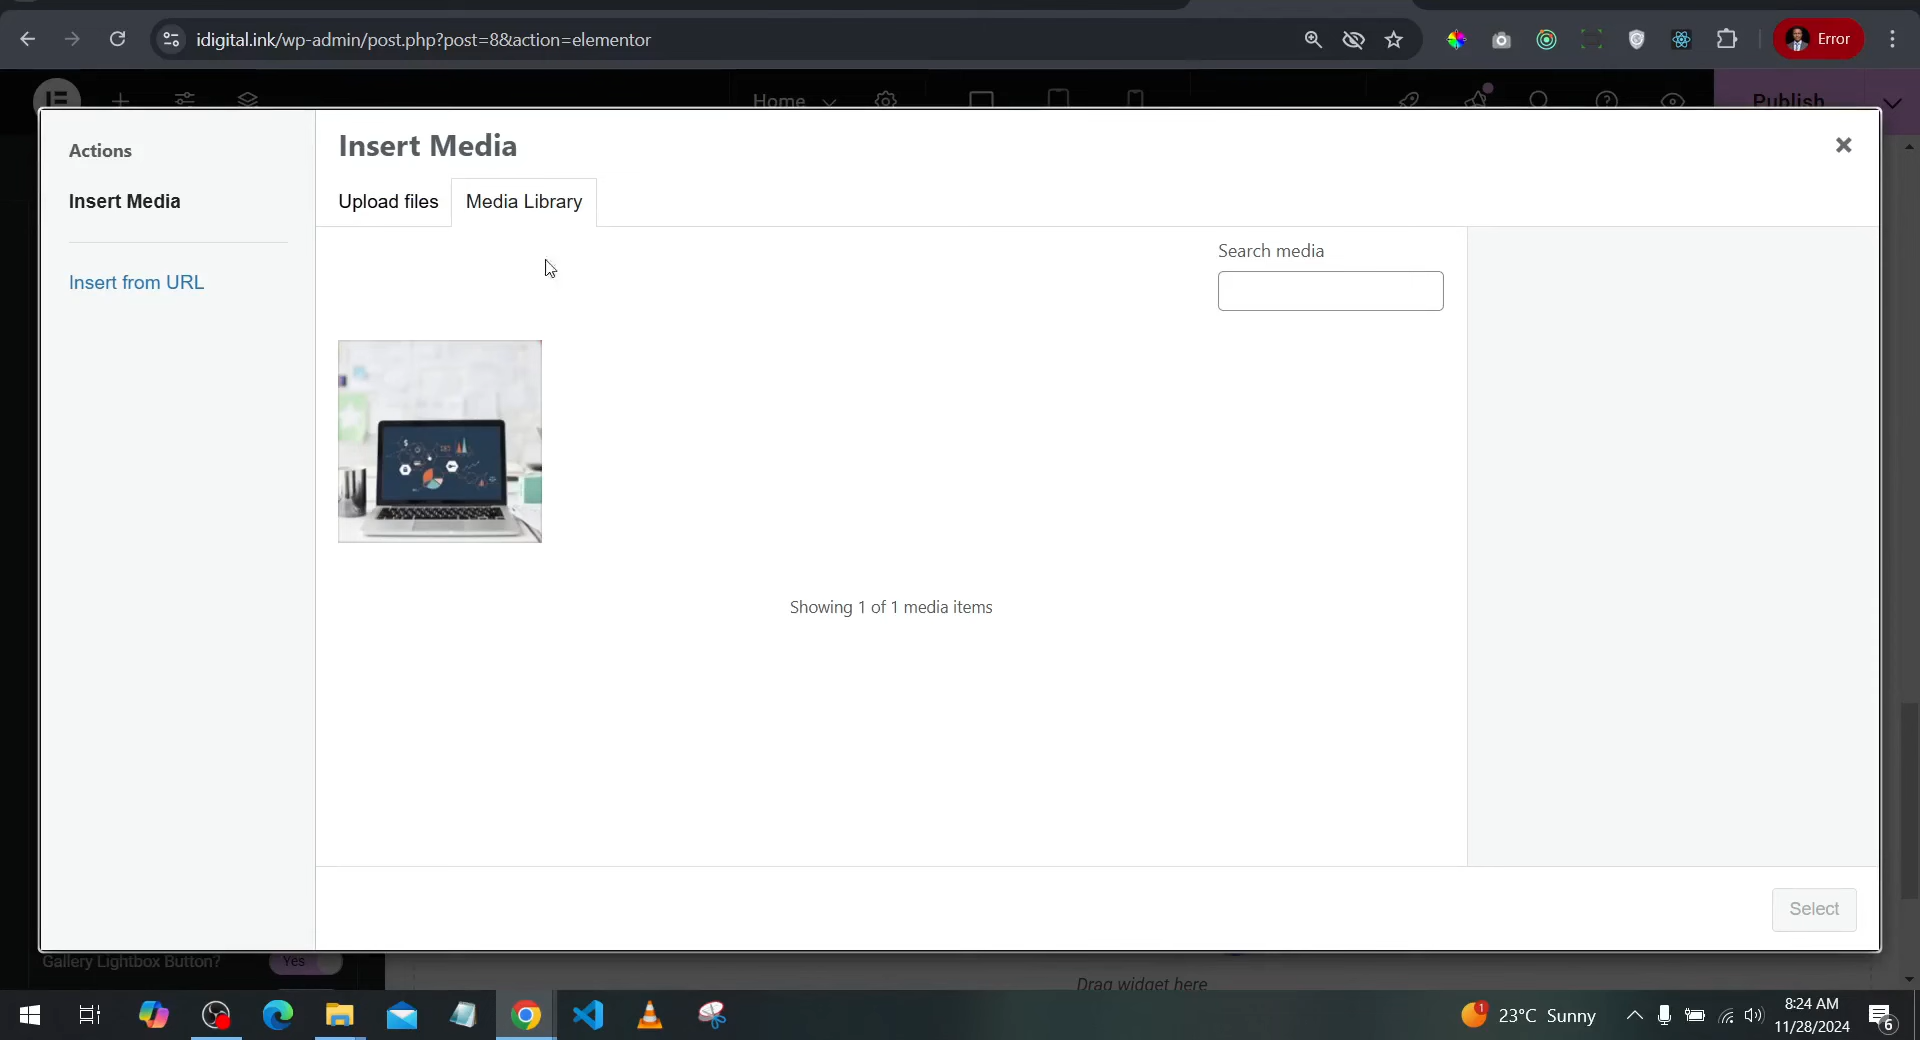 idigital.ink/wp-admin/post.php?post=8&action=elementor
Error
Home
Publish
Actions
Insert Media
Insert from URL
Insert Media
Upload files
Media Library
Search media
Showing 1 of 1 media items
Select
Gallery Lightbox Button?
Yes
Drag widget here
1
23°C Sunny
8:24 AM
11/28/2024
6